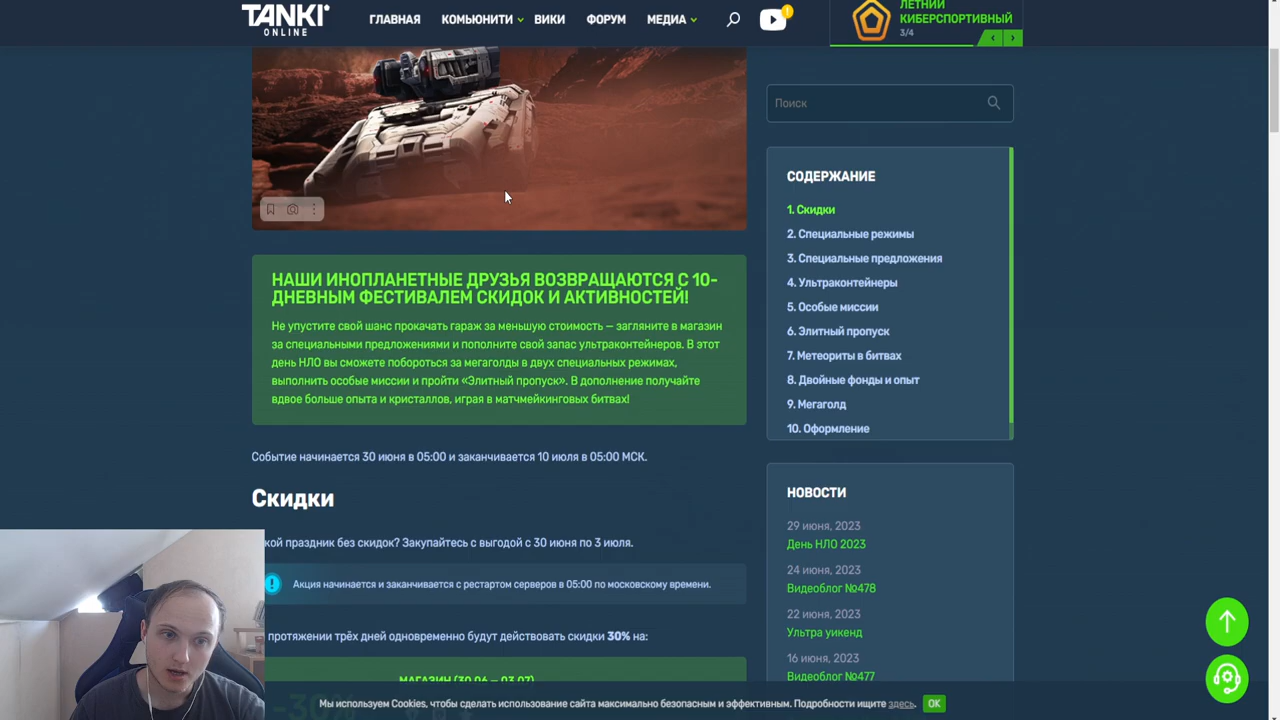 TANKI
ONLINE
ГЛАВНАЯ
КОМЬЮНИТИ
ВИКИ
ФОРУМ
МЕДИА
!
ЛЕТНИЙ
КИБЕРСПОРТИВНЫЙ
3/4
Поиск
СОДЕРЖАНИЕ
1. Скидки
2. Специальные режимы
3. Специальные предложения
4. Ультраконтейнеры
5. Особые миссии
6. Элитный пропуск
7. Метеориты в битвах
8. Двойные фонды и опыт
9. Мегаголд
10. Оформление
НАШИ ИНОПЛАНЕТНЫЕ ДРУЗЬЯ ВОЗВРАЩАЮТСЯ С 10-
ДНЕВНЫМ ФЕСТИВАЛЕМ СКИДОК И АКТИВНОСТЕЙ!
Не упустите свой шанс прокачать гараж за меньшую стоимость — загляните в магазин
за специальными предложениями и пополните свой запас ультраконтейнеров. В этот
день НЛО вы сможете побороться за мегаголды в двух специальных режимах,
выполнить особые миссии и пройти «Элитный пропуск». В дополнение получайте
вдвое больше опыта и кристаллов, играя в матчмейкинговых битвах!
Событие начинается 30 июня в 05:00 и заканчивается 10 июля в 05:00 МСК.
Скидки
кой праздник без скидок? Закупайтесь с выгодой с 30 июня по 3 июля.
! Акция начинается и заканчивается с рестартом серверов в 05:00 по московскому времени.
протяжении трёх дней одновременно будут действовать скидки 30% на:
МАГАЗИН (30.06 — 03.07)
-30%
НОВОСТИ
29 июня, 2023
День НЛО 2023
24 июня, 2023
Видеоблог №478
22 июня, 2023
Ультра уикенд
16 июня, 2023
Видеоблог №477
Мы используем Cookies, чтобы сделать использование сайта максимально безопасным и эффективным. Подробности ищите здесь.
OK